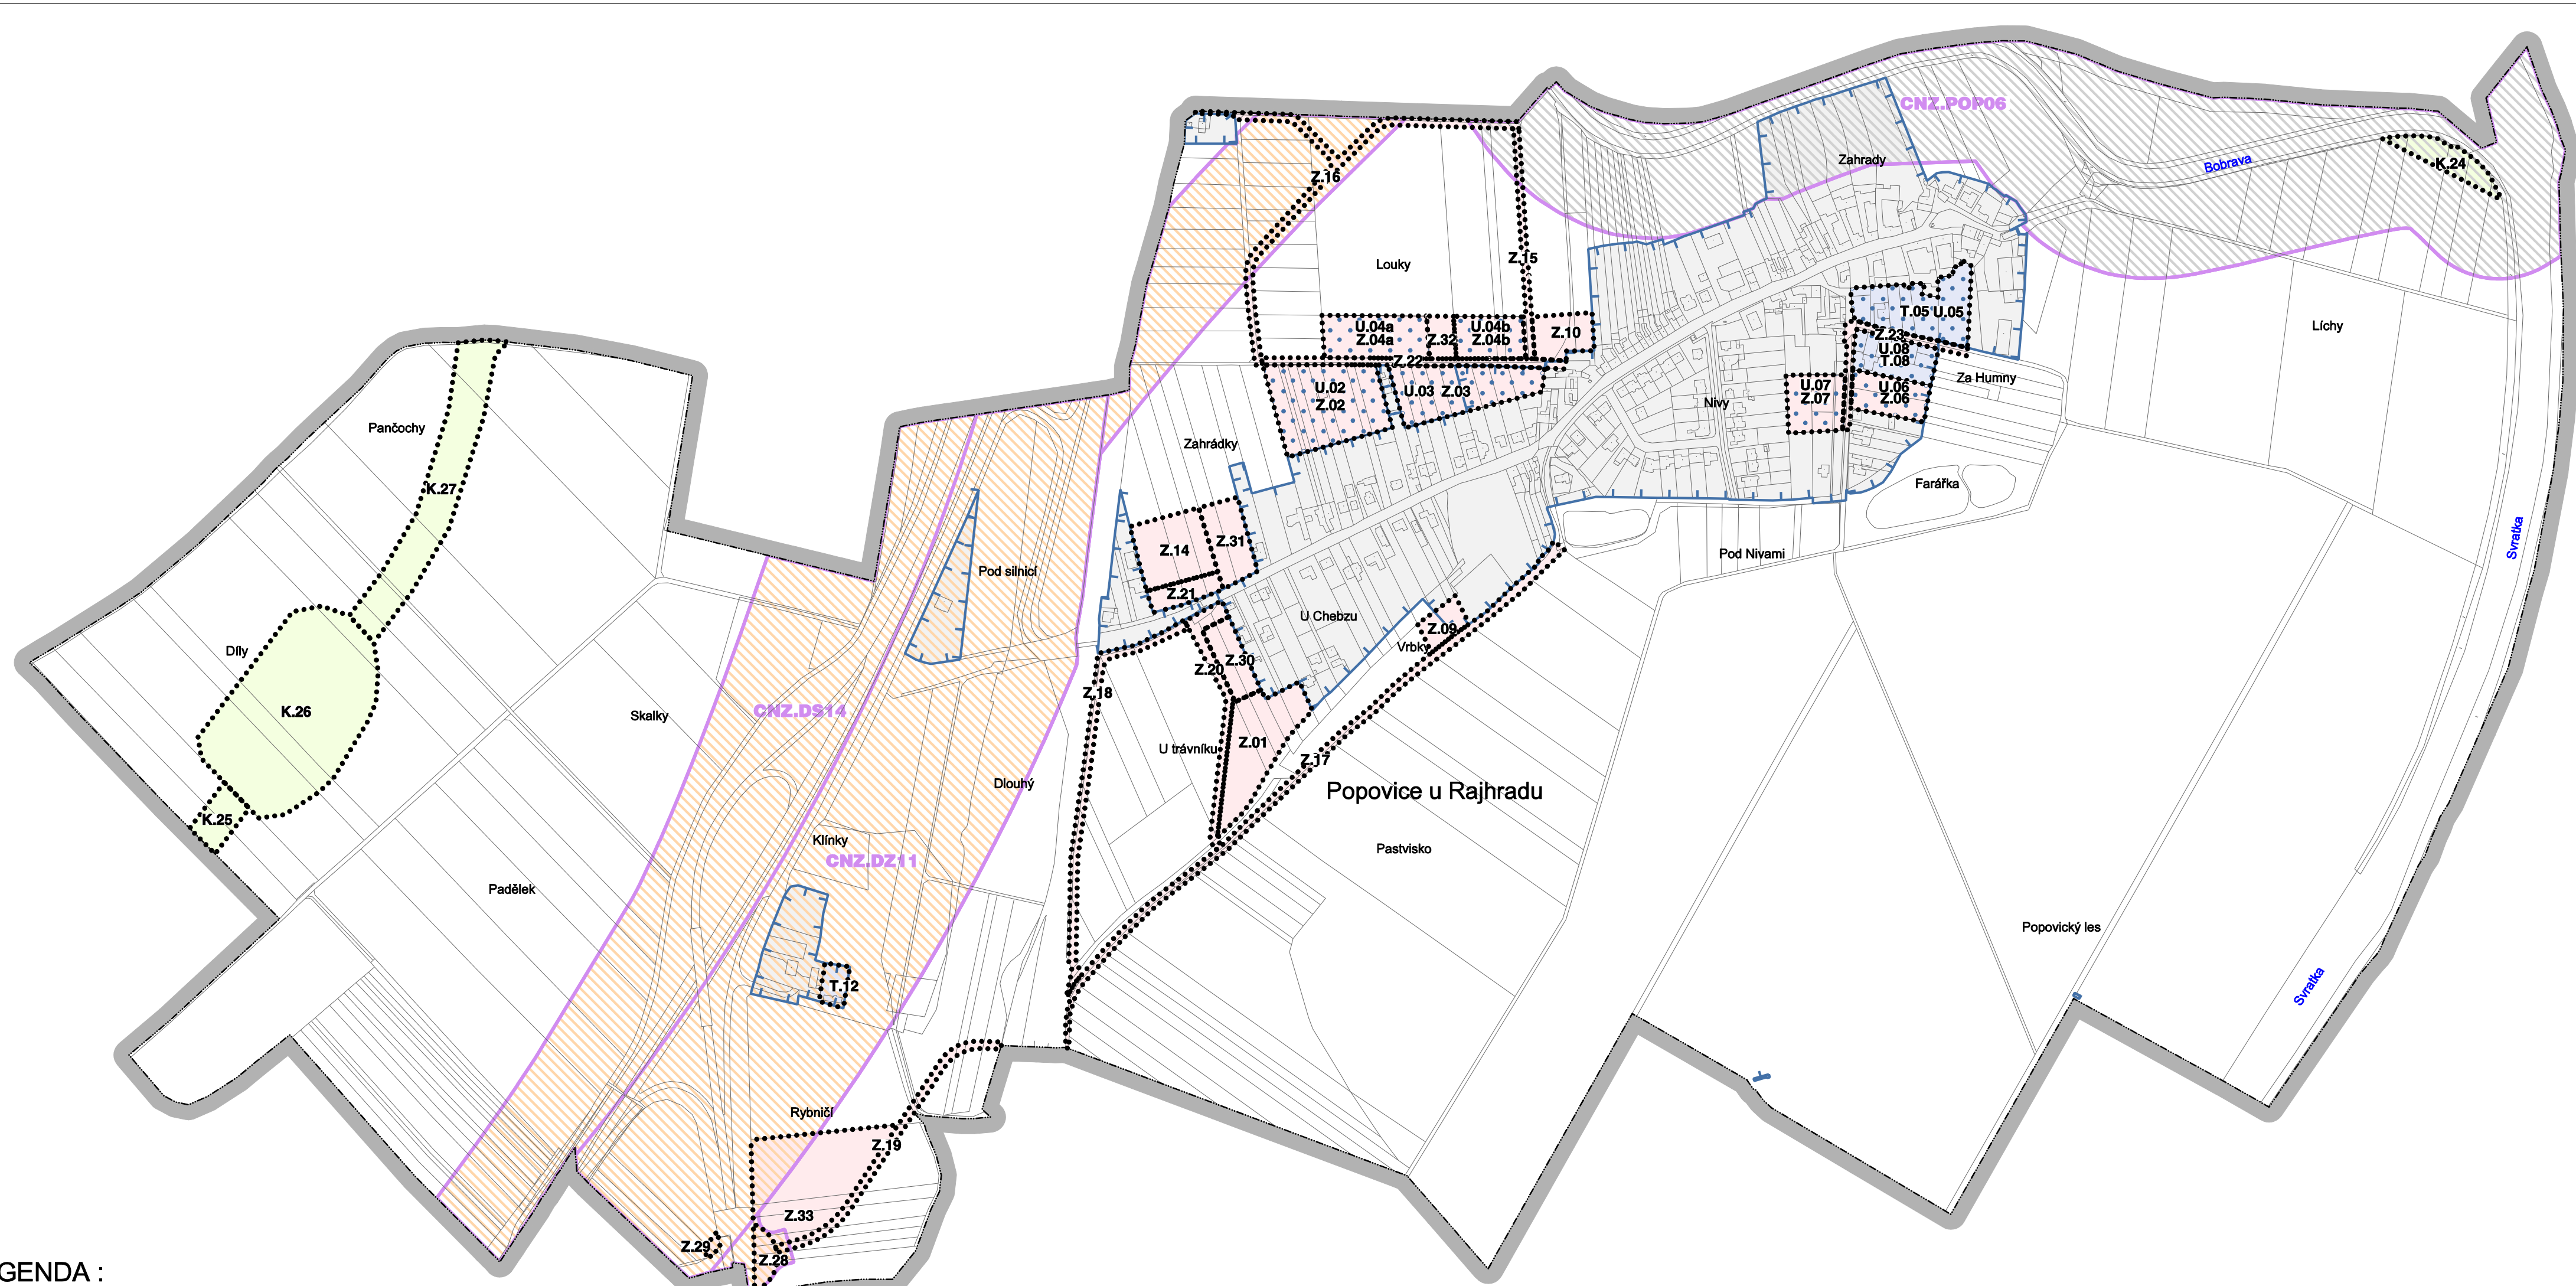 CNZ.POP06
Zahrady
Bobrava
K.24
Z.16
Louky
Z.15
U.04a
Z.04a
Z.32
U.04b
Z.04b
Z.10
Z.22
T.05 U.05
Z.23
U.08
T.08
Líchy
U.02
Z.02
U.03 Z.03
Nivy
U.07
Z.07
U.06
Z.06
Za Humny
Pančochy
Zahrádky
K.27
Farářka
Svratka
Z.14
Z.31
Pod silnicí
Pod Nivami
Z.21
U Chebzu
Z.09
Vrbky
Díly
Z.30
Z.20
Z.18
K.26
Skalky
CNZ.DS14
U trávníku
Z.01
Z.17
Dlouhý
Popovice u Rajhradu
K.25
Klínky
CNZ.DZ11
Pastvisko
Padělek
Popovický les
T.12
Svratka
Rybničí
Z.19
Z.33
Z.29
Z.28
GENDA :